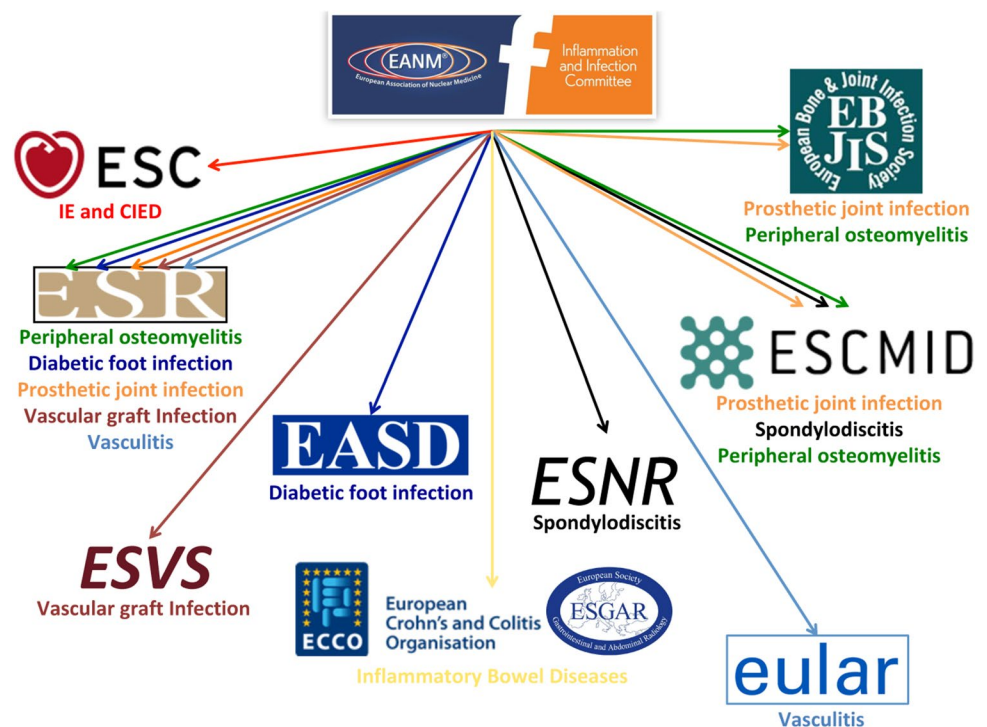 EANM®
European Association of Nuclear Medicine
f
Inflammation
and Infection
Committee
ESC
IE and CIED
European Bone & Joint Infection Society
EB
JIS
Prosthetic joint infection
Peripheral osteomyelitis
ESR
Peripheral osteomyelitis
Diabetic foot infection
Prosthetic joint infection
Vascular graft Infection
Vasculitis
ESCMID
Prosthetic joint infection
Spondylodiscitis
Peripheral osteomyelitis
EASD
Diabetic foot infection
ESNR
Spondylodiscitis
ESVS
Vascular graft Infection
ECCO
European
Crohn's and Colitis
Organisation
European Society
ESGAR
Gastrointestinal and Abdominal Radiology
Inflammatory Bowel Diseases
eular
Vasculitis